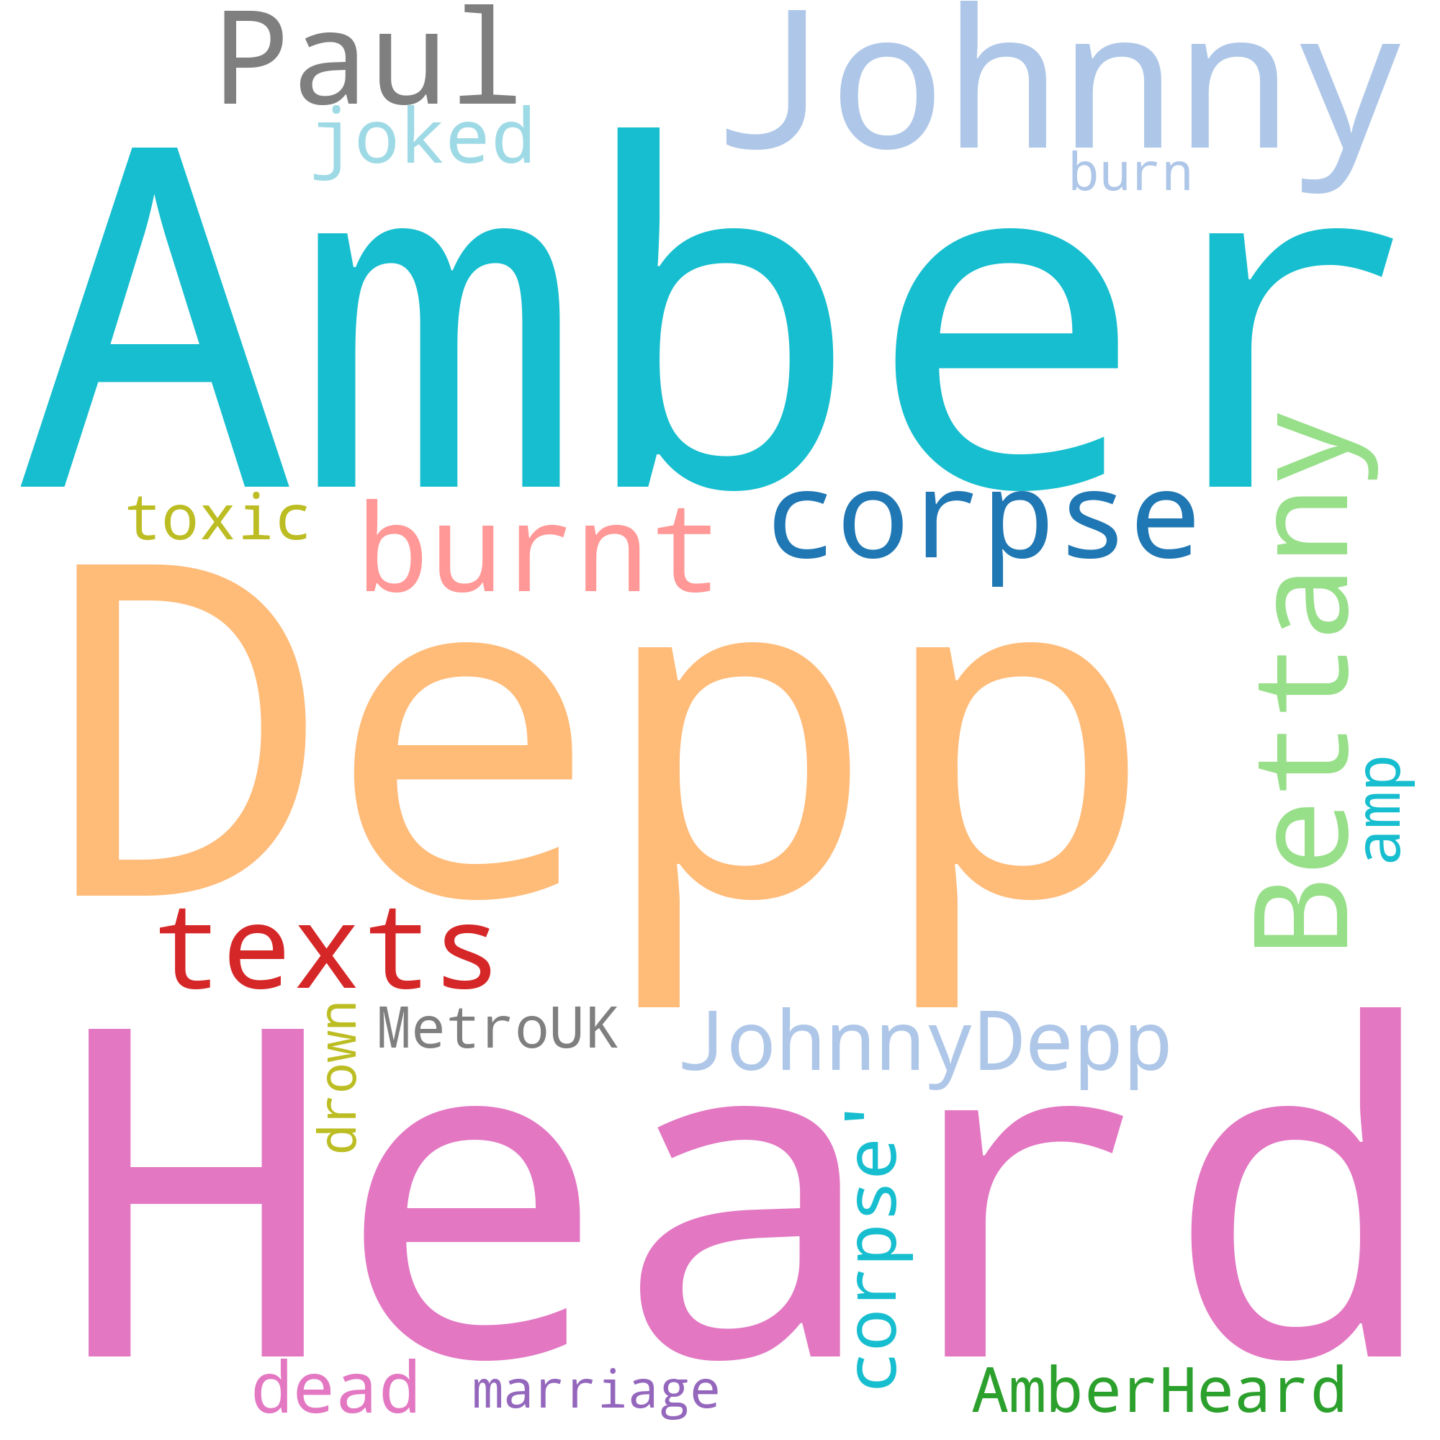 Paul
Johnny
joked
burn
Amber
toxic
burnt
corpse
Bettany
Depp
amp
texts
drown
MetroUK
JohnnyDepp
Heard
corpse'
dead
marriage
AmberHeard